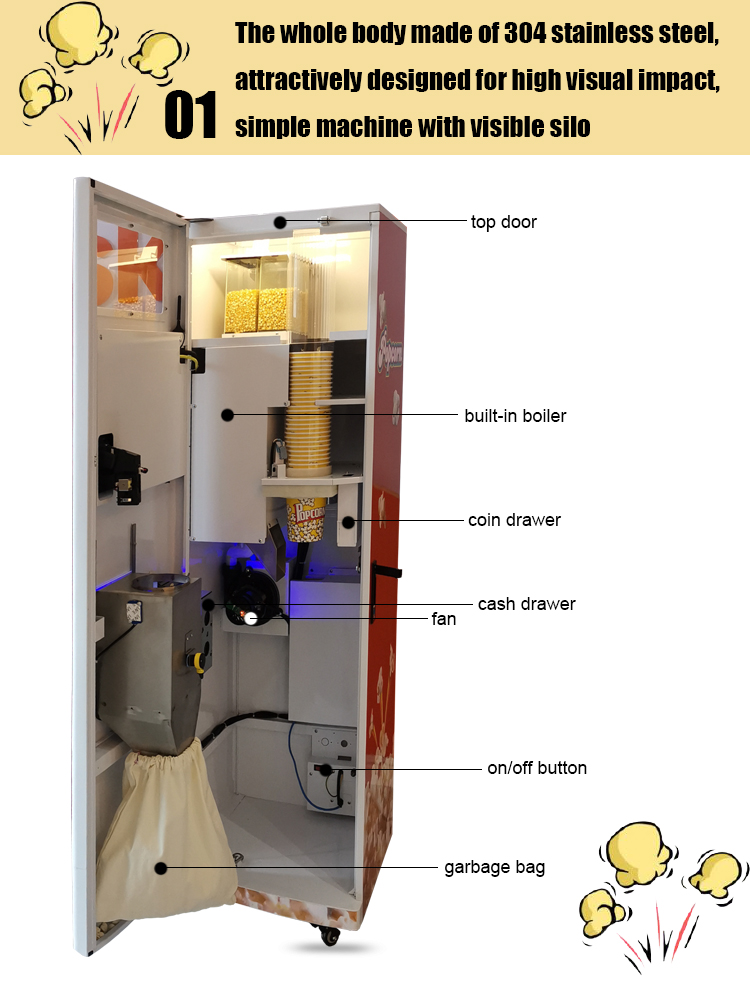 The whole body made of 304 stainless steel,
attractively designed for high visual impact,
01 simple machine with visible silo
top door
Popcorn
built-in boiler
POPCORN
coin drawer
cash drawer
fan
on/off button
garbage bag